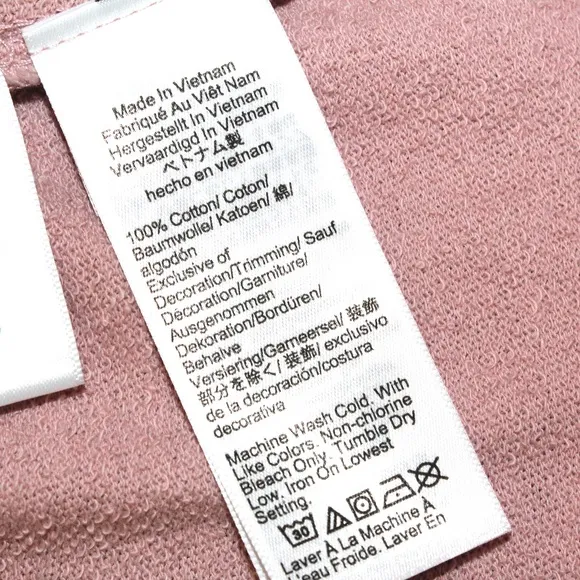 Made In Vietnam
Fabriqué Au Viêt Nam
Hergestellt In Vietnam
Vervaardigd In Vietnam
ベトナム製
hecho en vietnam
100% Cotton/ Coton/
Baumwolle/ Katoen/ 綿/
algodón
Exclusive of
Decoration/Trimming/ Sauf
Décoration/Garniture/
Ausgenommen
Dekoration/Bordüren/
Behalve
Versiering/Garneersel/ 装飾
部分を除く/ 装飾/ exclusivo
de la decoración/costura
decorativa
Machine Wash Cold. With
Like Colors. Non-chlorine
Bleach Only. Tumble Dry
Low. Iron On Lowest
Setting.
30
Laver À La Machine À
L'eau Froide. Laver En